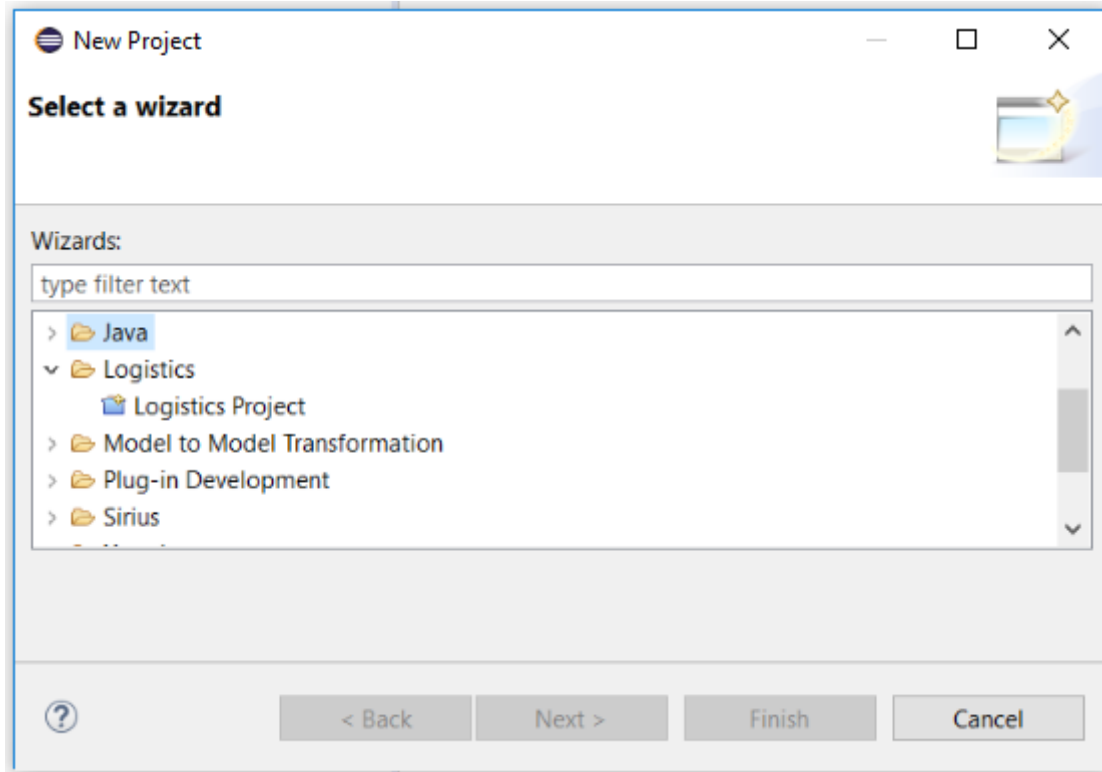 New Project
Select a wizard
Wizards:
type filter text
Java
Logistics
Logistics Project
Model to Model Transformation
Plug-in Development
Sirius
< Back Next > Finish Cancel